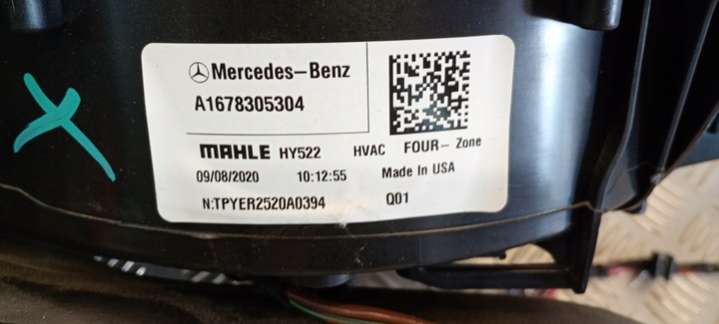 Mercedes-Benz
A1678305304
MAHLE HY522 HVAC FOUR-Zone
09/08/2020 10:12:55 Made In USA
N:TPYER2520A0394 Q01